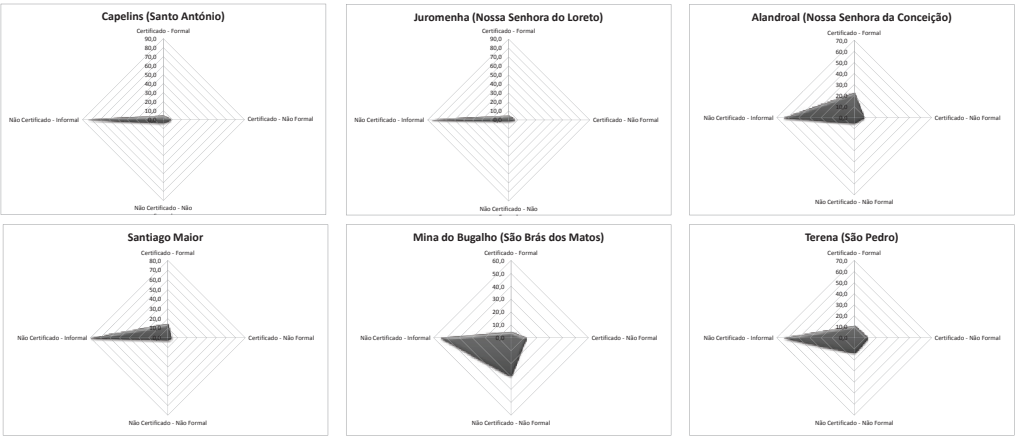 Capelins (Santo António)
Certificado - Formal
90,0
80,0
70,0
60,0
50,0
40,0
30,0
20,0
10,0
0,0
Não Certificado - Informal
Certificado - Não Formal
Não Certificado - Não
Juromenha (Nossa Senhora do Loreto)
Certificado - Formal
90,0
80,0
70,0
60,0
50,0
40,0
30,0
20,0
10,0
0,0
Não Certificado - Informal
Certificado - Não Formal
Não Certificado - Não
Alandroal (Nossa Senhora da Conceição)
Certificado - Formal
70,0
60,0
50,0
40,0
30,0
20,0
10,0
0,0
Não Certificado - Informal
Certificado - Não Formal
Não Certificado - Não Formal
Santiago Maior
Certificado - Formal
80,0
70,0
60,0
50,0
40,0
30,0
20,0
10,0
0,0
Não Certificado - Informal
Certificado - Não Formal
Não Certificado - Não Formal
Mina do Bugalho (São Brás dos Matos)
Certificado - Formal
60,0
50,0
40,0
30,0
20,0
10,0
0,0
Não Certificado - Informal
Certificado - Não Formal
Não Certificado - Não Formal
Terena (São Pedro)
Certificado - Formal
70,0
60,0
50,0
40,0
30,0
20,0
10,0
0,0
Não Certificado - Informal
Certificado - Não Formal
Não Certificado - Não Formal